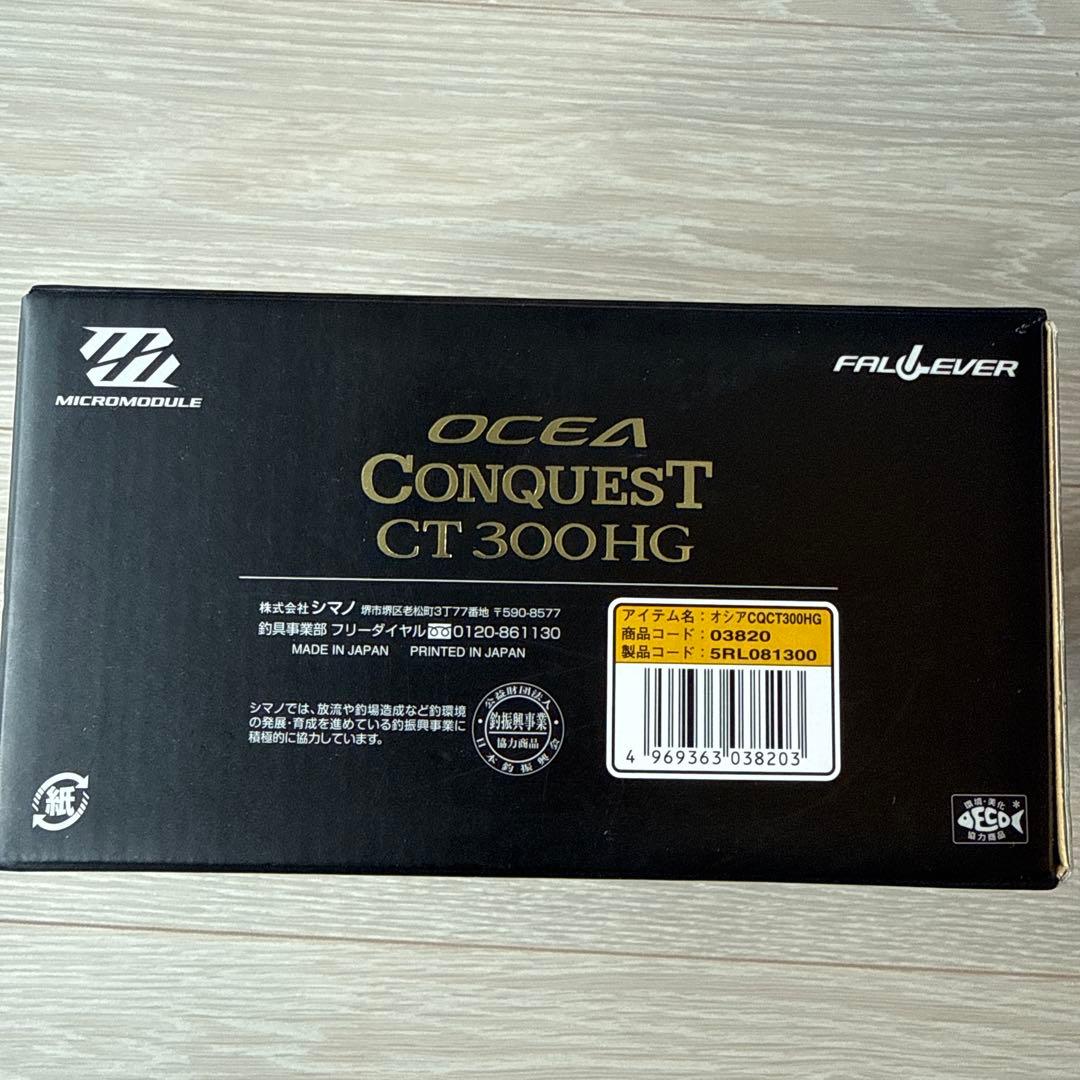 MICROMODULE
FALLEVER
OCEA
CONQUEST
CT 300HG
株式会社シマノ 堺市堺区老松町3丁77番地 〒590-8577
釣具事業部 フリーダイヤル 0120-861130
MADE IN JAPAN PRINTED IN JAPAN
シマノでは、放流や釣場造成など釣環境
の発展・育成を進めている釣振興事業に
積極的に協力しています。
公益財団法人
釣振興事業
協力商品
日本釣振興会
アイテム名：オシアCQCT300HG
商品コード：03820
製品コード：5RL081300
4 969363 038203
紙
環境・美化
ECO
協力商品